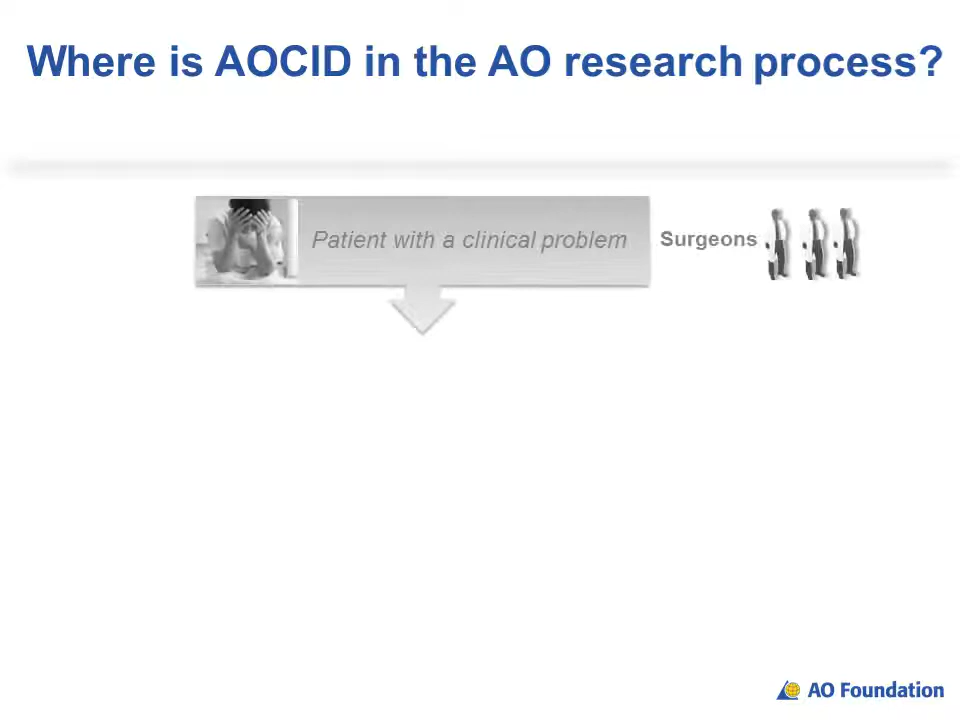 Where is AOCID in the AO research process?
Patient with a clinical problem
Surgeons
AO Foundation